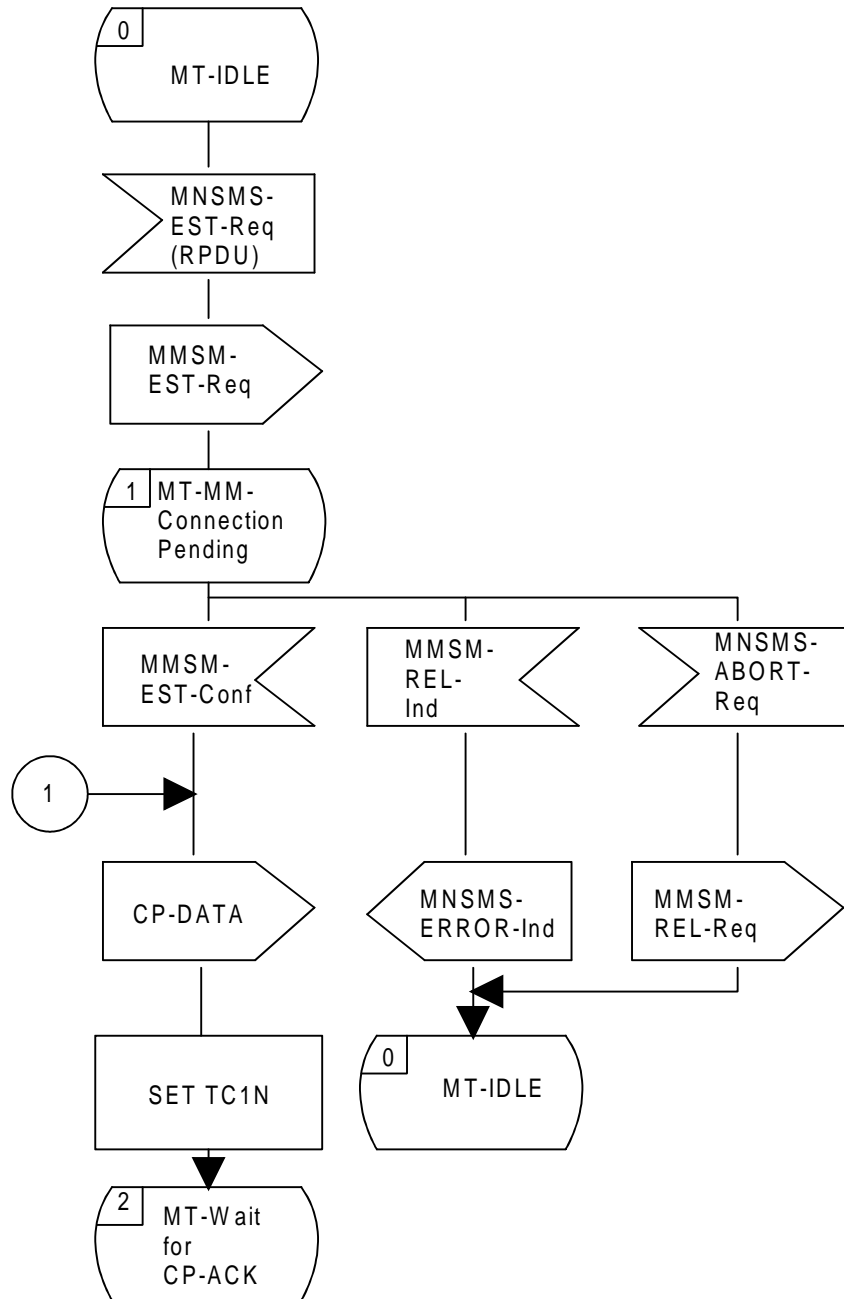 0
MT-IDLE
MNSMS-
EST-Req
(RPDU)
MMSM-
EST-Req
1
MT-MM-
Connection
Pending
MMSM-
EST-Conf
MMSM-
REL-
Ind
MNSMS-
ABORT-
Req
1
CP-DATA
MNSMS-
ERROR-Ind
MMSM-
REL-Req
SET TC1N
0
MT-IDLE
2
MT-Wait
for
CP-ACK